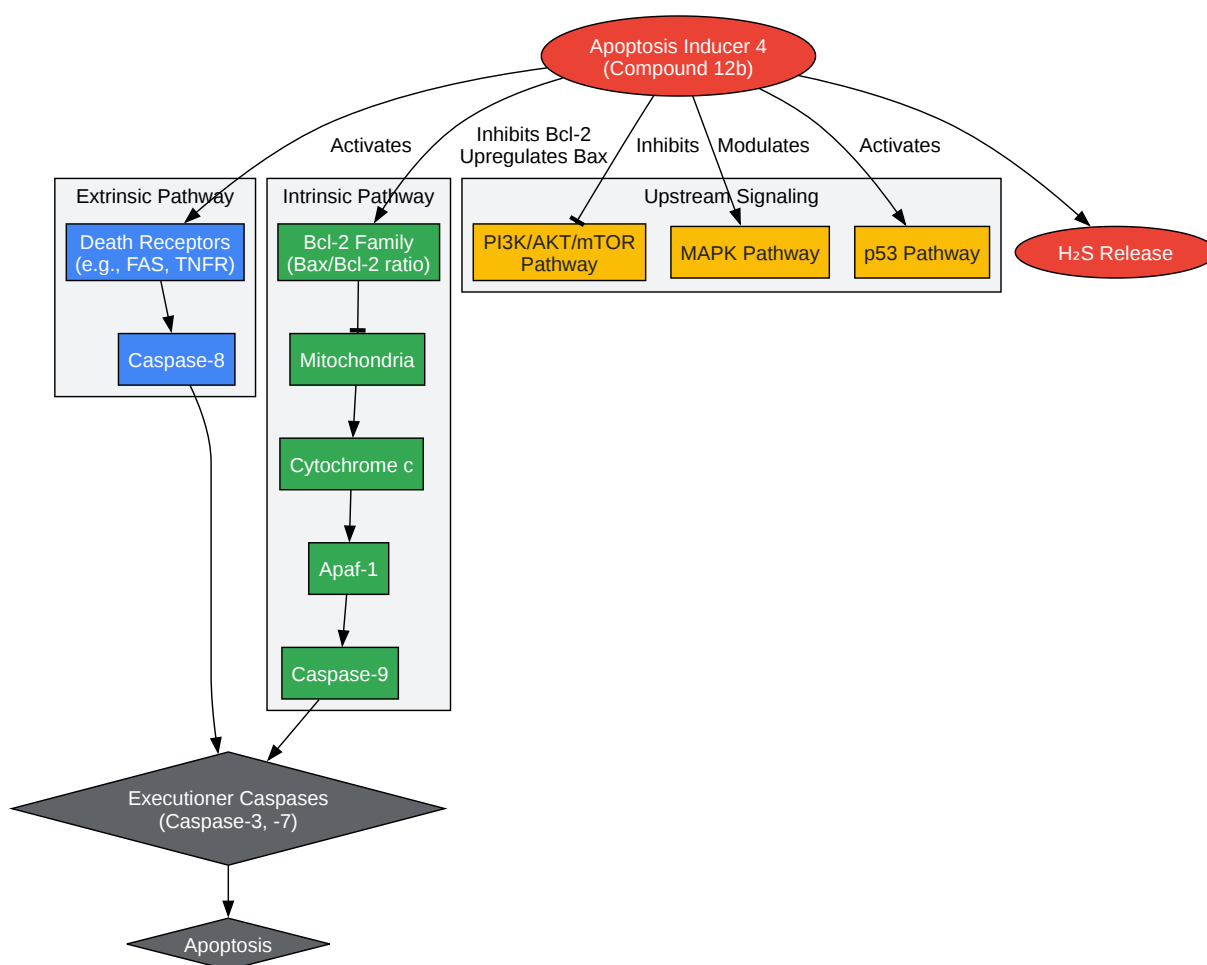 Apoptosis Inducer 4
(Compound 12b)
Activates
Inhibits Bcl-2
Upregulates Bax
Inhibits
Modulates
Activates
Extrinsic Pathway
Intrinsic Pathway
Upstream Signaling
Death Receptors
(e.g., FAS, TNFR)
Bcl-2 Family
(Bax/Bcl-2 ratio)
PI3K/AKT/mTOR
Pathway
MAPK Pathway
p53 Pathway
H₂S Release
Caspase-8
Mitochondria
Cytochrome c
Apaf-1
Caspase-9
Executioner Caspases
(Caspase-3, -7)
Apoptosis